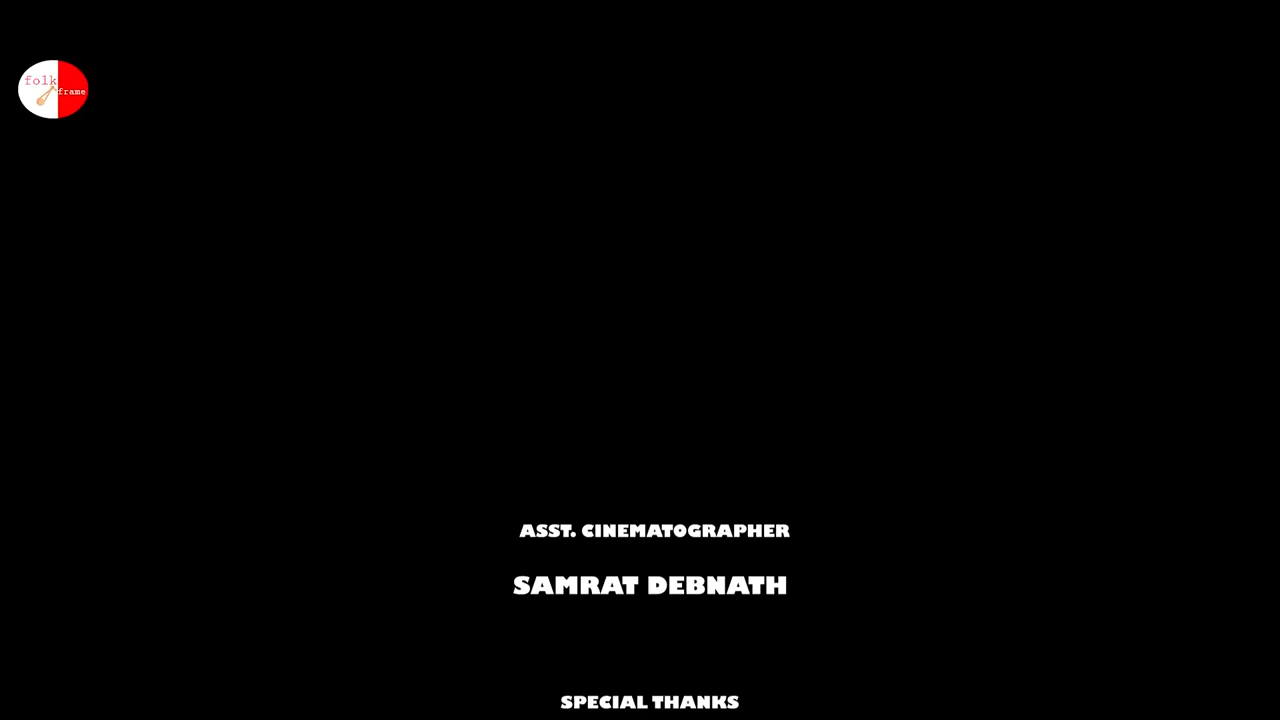 folk
frame
ASST. CINEMATOGRAPHER
SAMRAT DEBNATH
SPECIAL THANKS